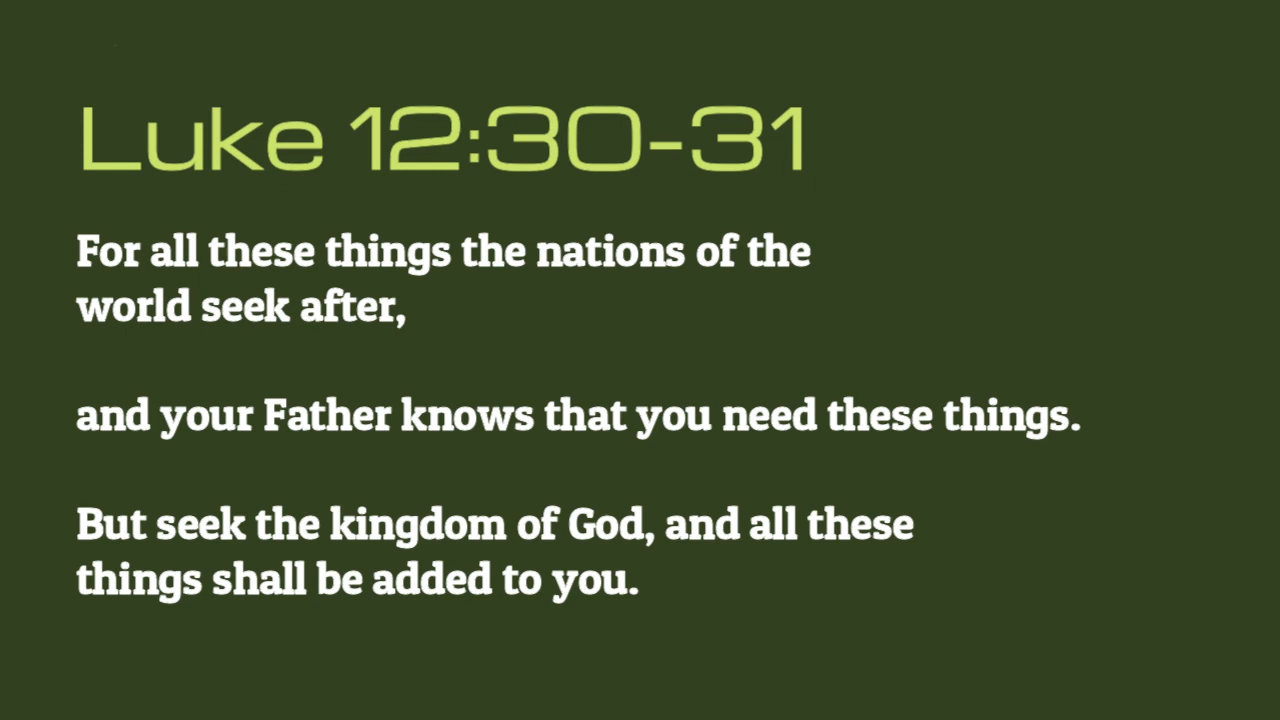 Luke 12:30-31
For all these things the nations of the
world seek after,
and your Father knows that you need these things.
But seek the kingdom of God, and all these
things shall be added to you.